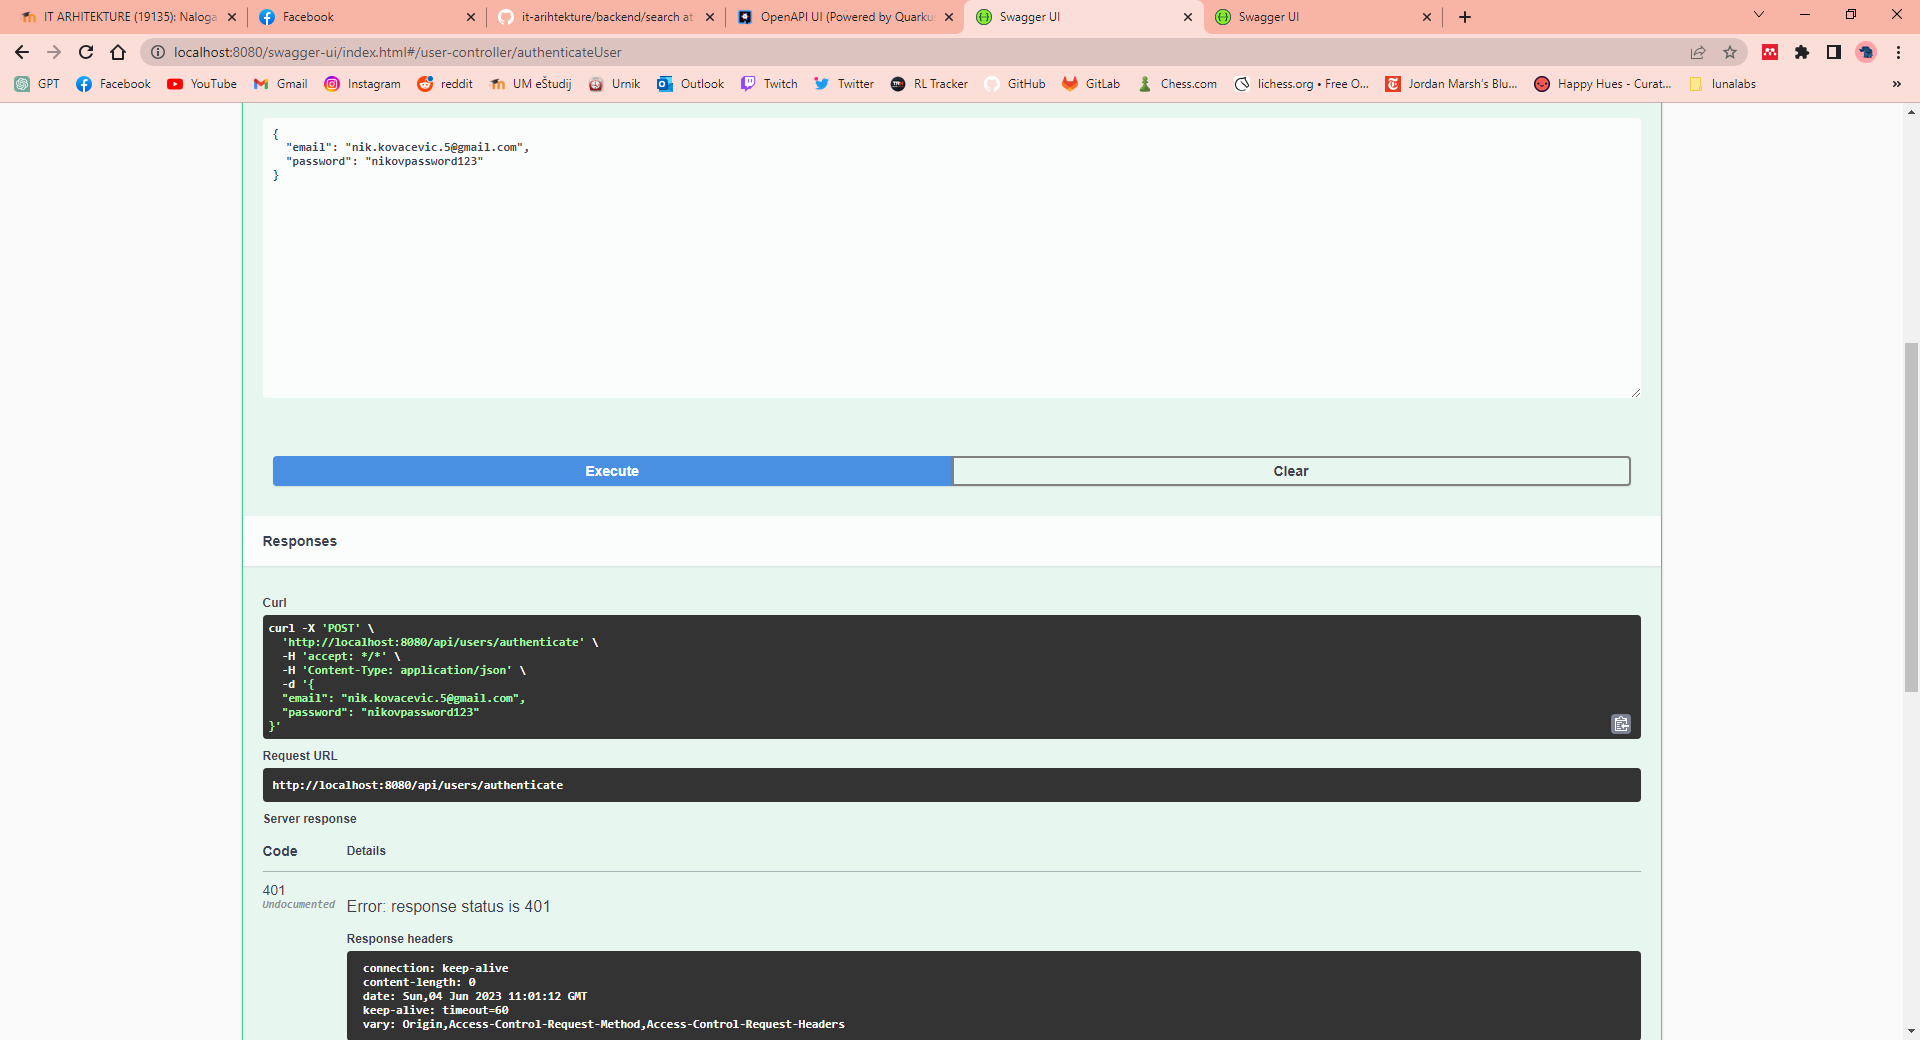 IT ARHITEKTURE (19135): Naloga
Facebook
it-arihtekture/backend/search at
OpenAPI UI (Powered by Quarkus
Swagger UI
Swagger UI
localhost:8080/swagger-ui/index.html#/user-controller/authenticateUser
GPT
Facebook
YouTube
Gmail
Instagram
reddit
UM eŠtudij
Urnik
Outlook
Twitch
Twitter
RL Tracker
GitHub
GitLab
Chess.com
lichess.org • Free O...
Jordan Marsh's Blu...
Happy Hues - Curat...
lunalabs
»
{
"email": "nik.kovacevic.5@gmail.com",
"password": "nikovpassword123"
}
Execute
Clear
Responses
Curl
curl -X 'POST' \
'http://localhost:8080/api/users/authenticate' \
-H 'accept: */*' \
-H 'Content-Type: application/json' \
-d '{
"email": "nik.kovacevic.5@gmail.com",
"password": "nikovpassword123"
}'
Request URL
http://localhost:8080/api/users/authenticate
Server response
Code Details
401
Undocumented
Error: response status is 401
Response headers
connection: keep-alive
content-length: 0
date: Sun,04 Jun 2023 11:01:12 GMT
keep-alive: timeout=60
vary: Origin,Access-Control-Request-Method,Access-Control-Request-Headers